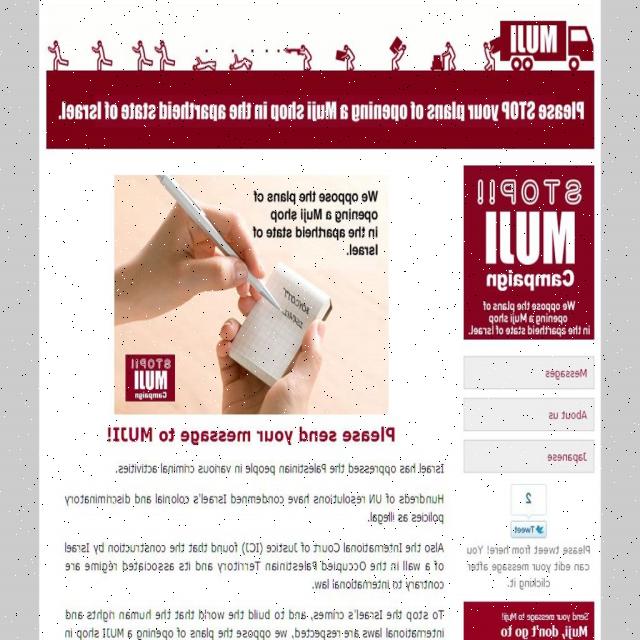 MUJI
Please STOP your plans of opening a Muji shop in the apartheid state of Israel.
STOP!!
MUJI
Campaign
We oppose the plans of
opening a Muji shop
in the apartheid state of Israel.
Messages
About us
Japanese
2
Tweet
Please tweet from here! You
can your edit your message after
clicking it.
Send your message to Muji!
Muji, don't go to
We oppose the plans of
opening a Muji shop
in the apartheid state of
Israel.
BOYCOTT
ISRAEL
STOP!!
MUJI
Campaign
Please send your message to MUJI!
Israel has oppressed the Palestinian people in various criminal activities.
Hundreds of UN resolutions have condemned Israel's colonial and discriminatory
policies as illegal.
Also the International Court of Justice (ICJ) found that the construction by Israel
of a wall in the Occupied Palestinian Territory and its associated régime are
contrary to international law.
To stop the Israel's crimes, and to build the world that the human rights and
international laws are respected, we oppose the plans of opening a MUJI shop in